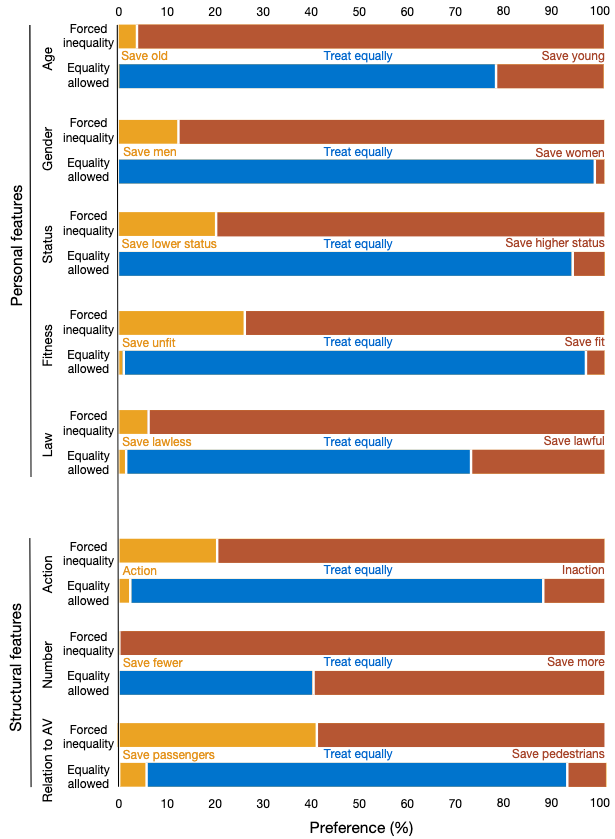 0 10 20 30 40 50 60 70 80 90 100
Personal features
Age
Forced
inequality
Save old Treat equally Save young
Equality
allowed
Gender
Forced
inequality
Save men Treat equally Save women
Equality
allowed
Status
Forced
inequality
Save lower status Treat equally Save higher status
Equality
allowed
Fitness
Forced
inequality
Save unfit Treat equally Save fit
Equality
allowed
Law
Forced
inequality
Save lawless Treat equally Save lawful
Equality
allowed
Structural features
Action
Forced
inequality
Action Treat equally Inaction
Equality
allowed
Number
Forced
inequality
Save fewer Treat equally Save more
Equality
allowed
Relation to AV
Forced
inequality
Save passengers Treat equally Save pedestrians
Equality
allowed
0 10 20 30 40 50 60 70 80 90 100
Preference (%)